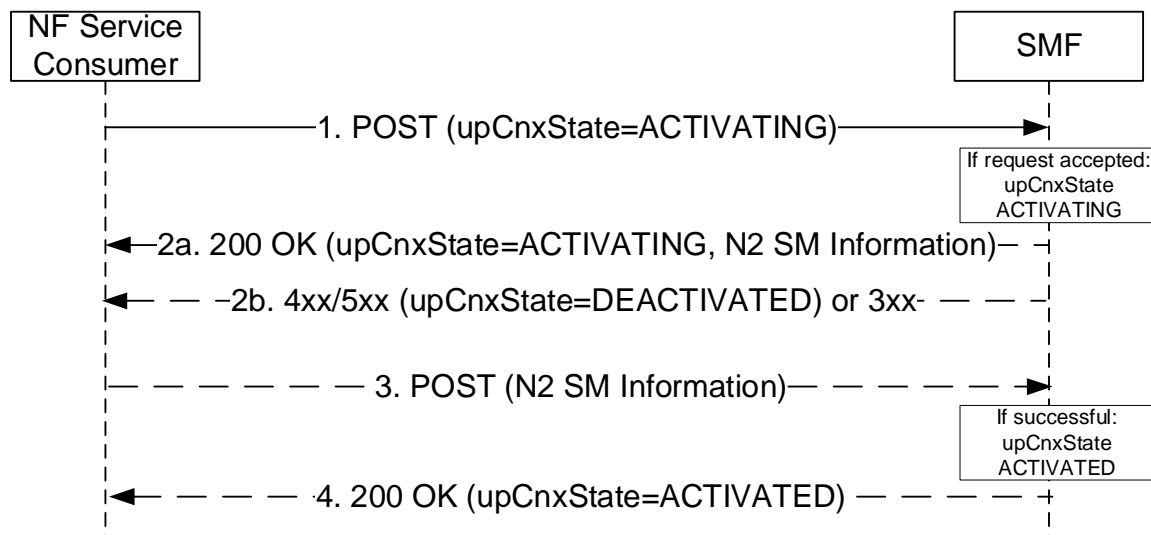 NF Service
Consumer
SMF
1. POST (upCnxState=ACTIVATING)
If request accepted:
upCnxState
ACTIVATING
2a. 200 OK (upCnxState=ACTIVATING, N2 SM Information)
2b. 4xx/5xx (upCnxState=DEACTIVATED) or 3xx
3. POST (N2 SM Information)
If successful:
upCnxState
ACTIVATED
4. 200 OK (upCnxState=ACTIVATED)